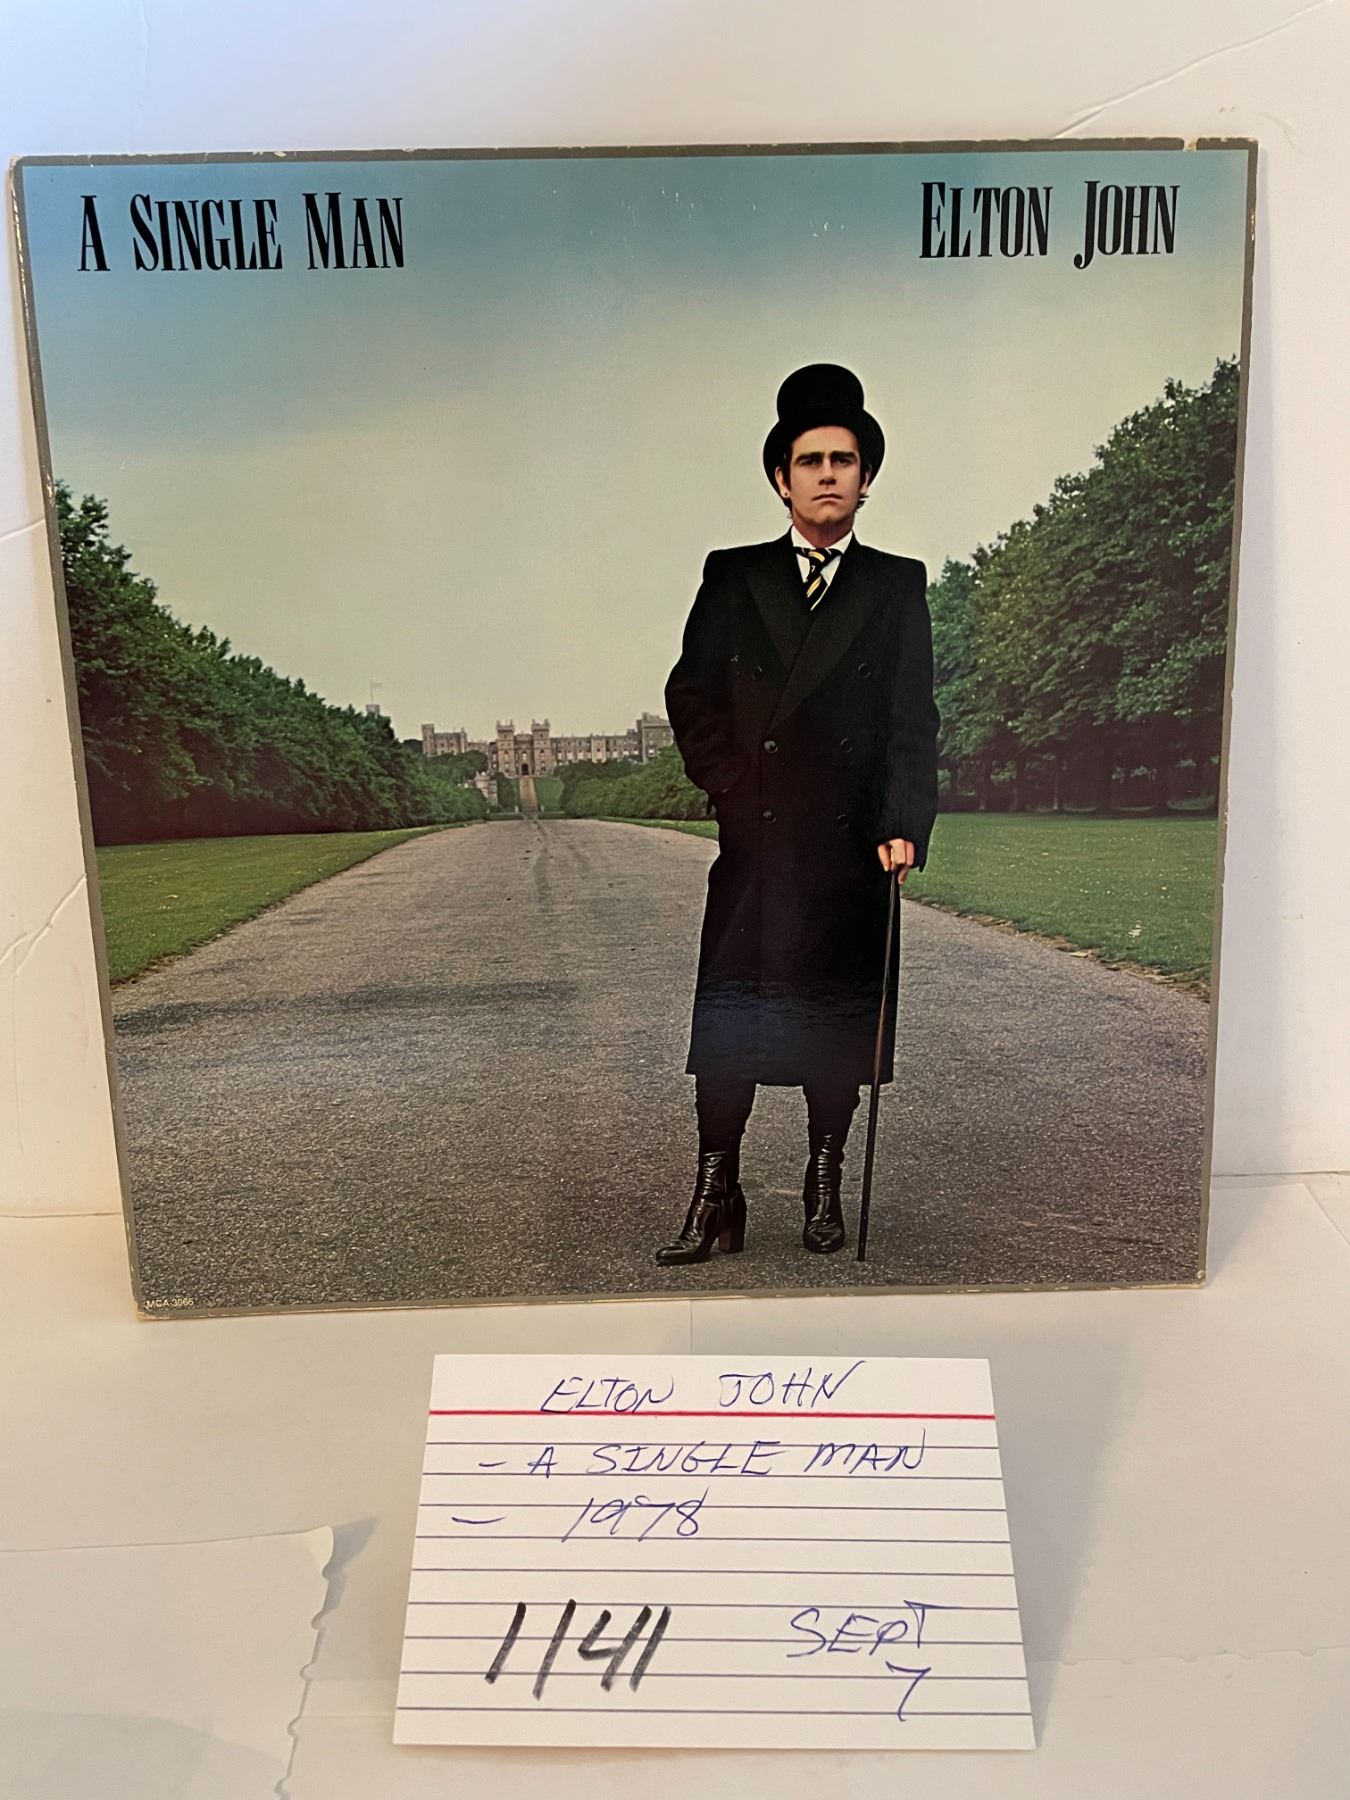 A SINGLE MAN
ELTON JOHN
MCA 3065
ELTON JOHN
- A SINGLE MAN
- 1978
1141
SEPT
7